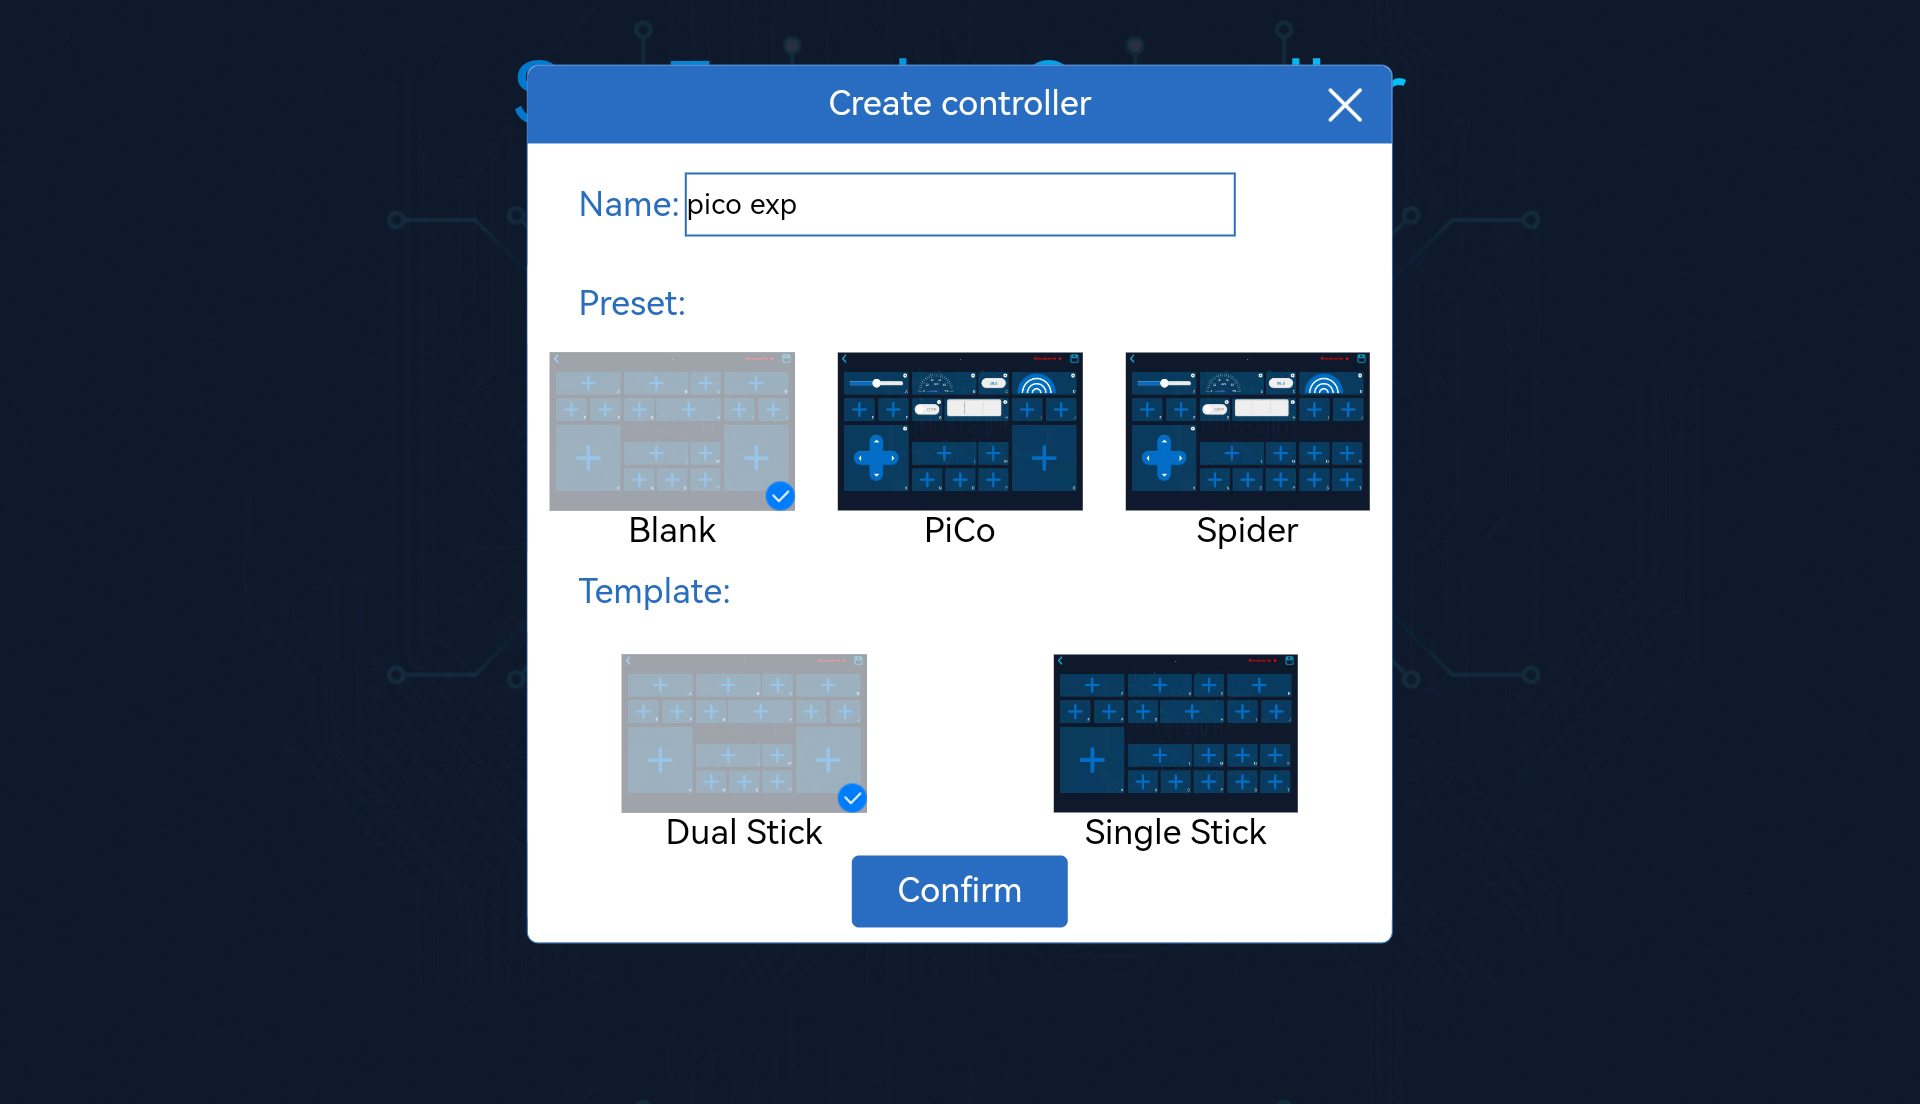 Create controller
Name: pico exp
Preset:
Blank
PiCo
Spider
Template:
Dual Stick
Single Stick
Confirm